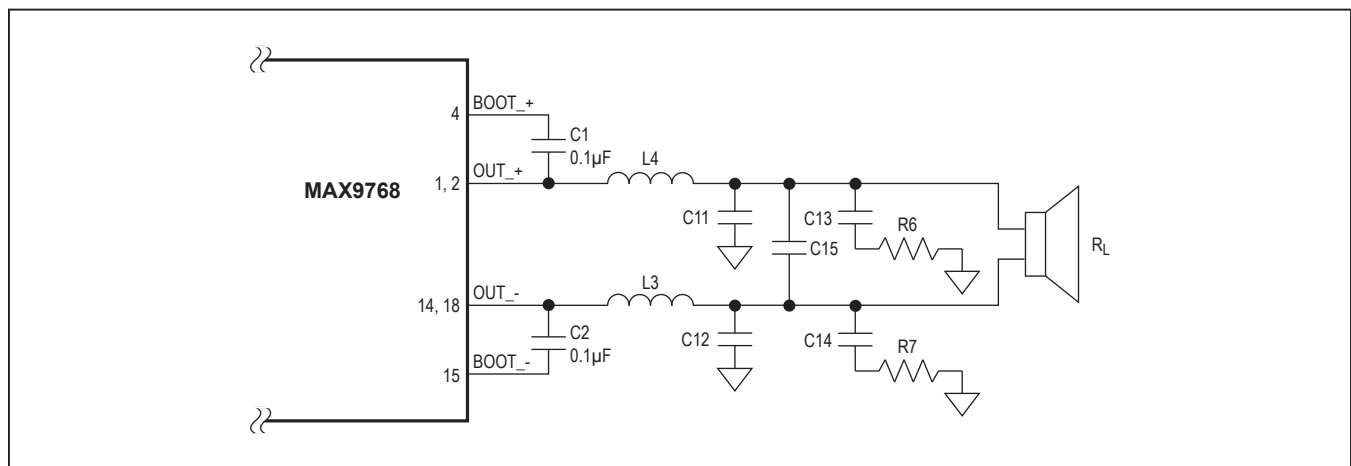 4
BOOT_+
C1
0.1µF
L4
1, 2
OUT_+
MAX9768
C11
C13
R6
C15
RL
L3
14, 18
OUT_-
C2
0.1µF
C12
C14
R7
15
BOOT_-